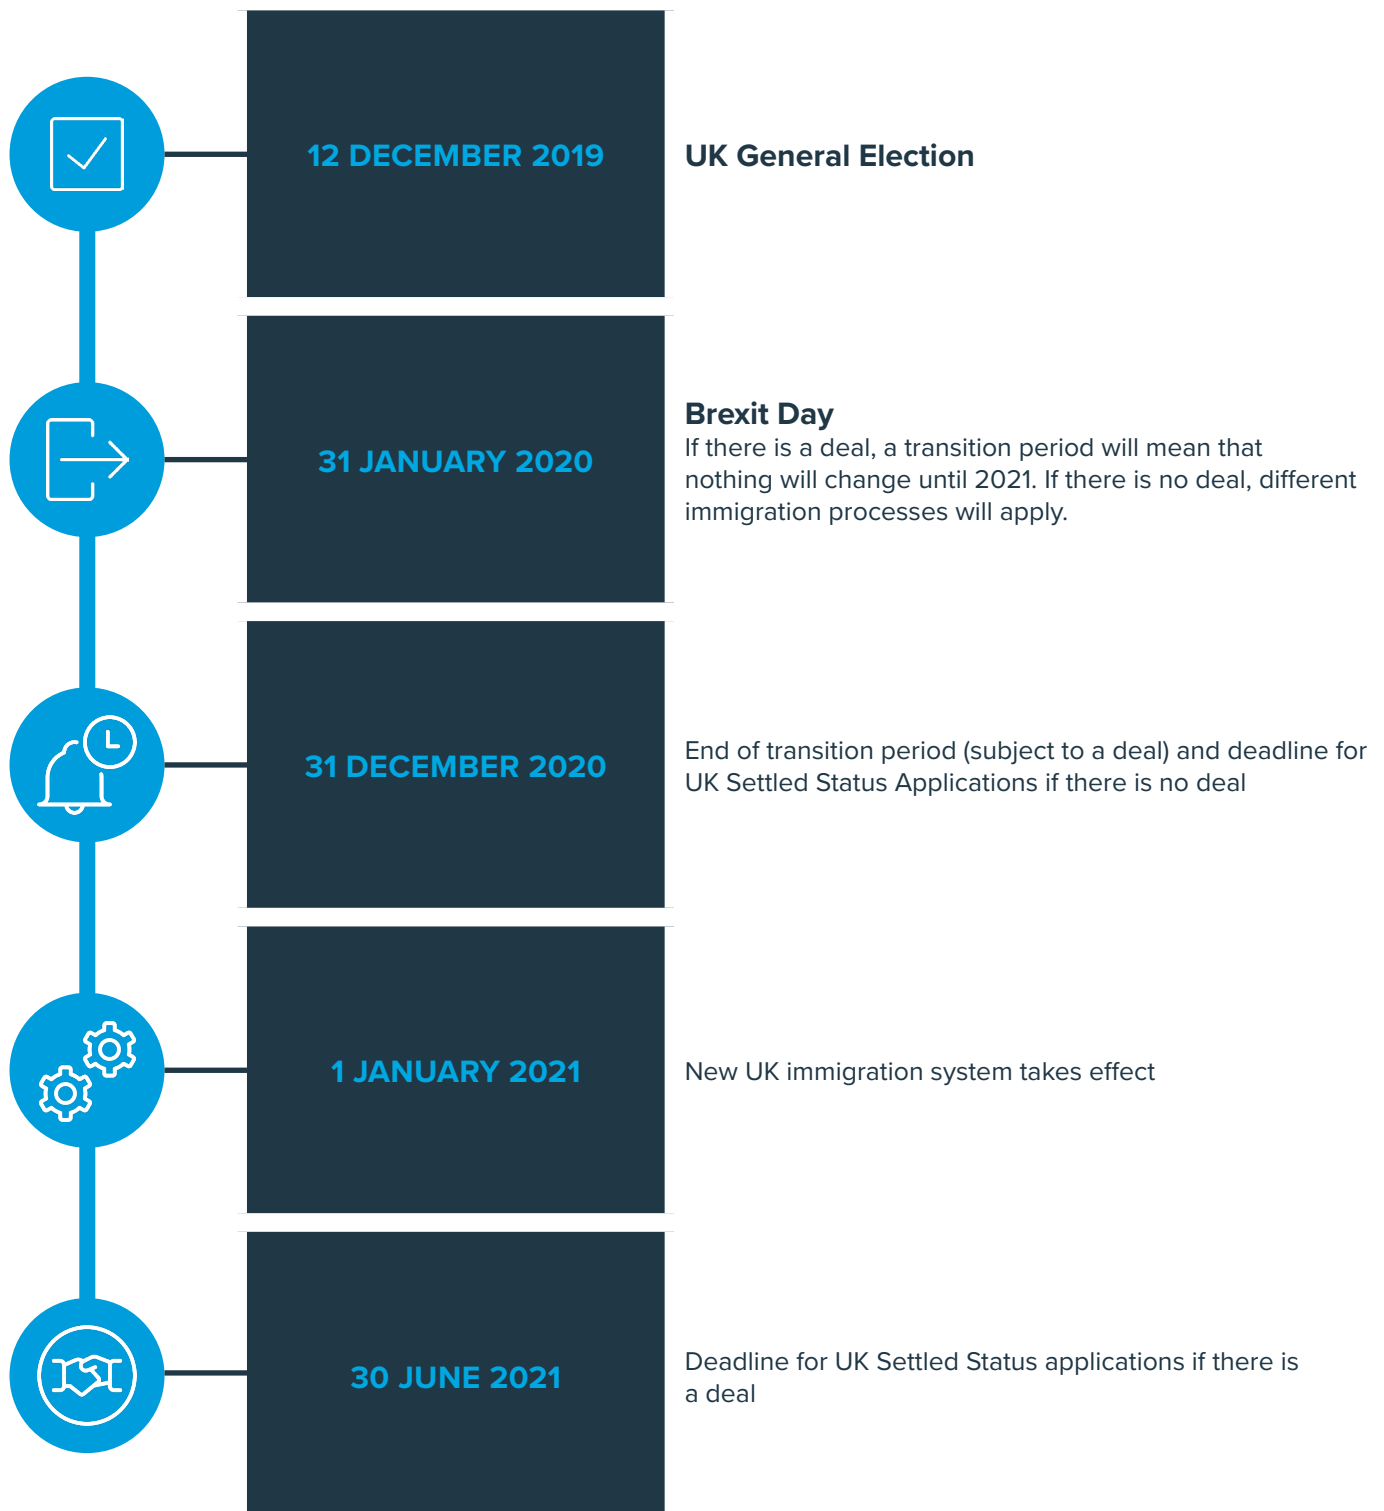 12 DECEMBER 2019
UK General Election
31 JANUARY 2020
Brexit Day
If there is a deal, a transition period will mean that
nothing will change until 2021. If there is no deal, different
immigration processes will apply.
31 DECEMBER 2020
End of transition period (subject to a deal) and deadline for
UK Settled Status Applications if there is no deal
1 JANUARY 2021
New UK immigration system takes effect
30 JUNE 2021
Deadline for UK Settled Status applications if there is
a deal